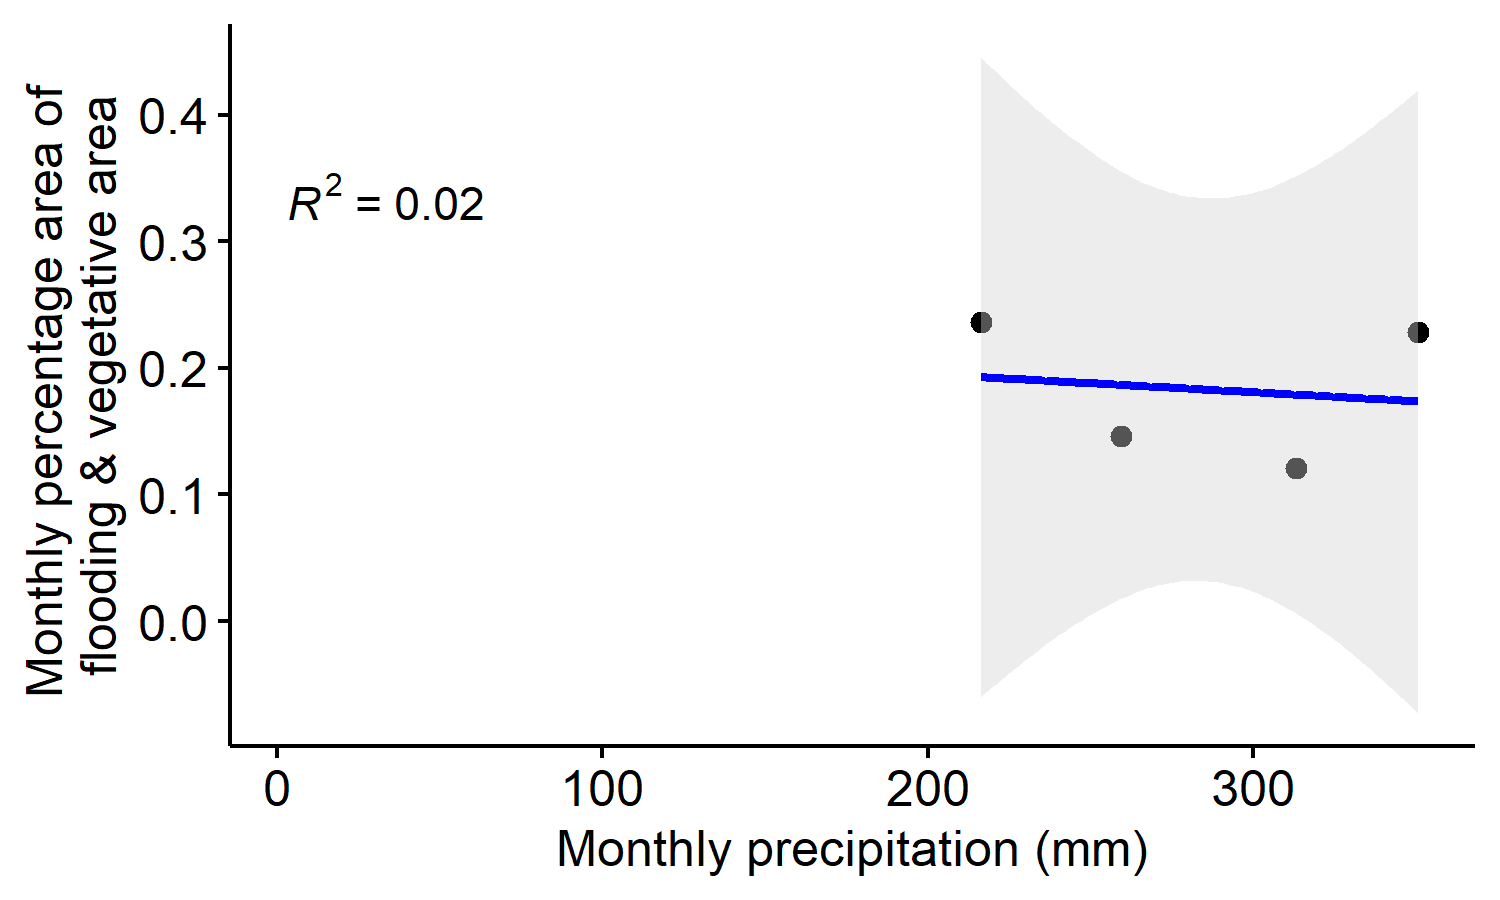 Monthly percentage area of
flooding & vegetative area
0.4
0.3
0.2
0.1
0.0
R² = 0.02
0 100 200 300
Monthly precipitation (mm)